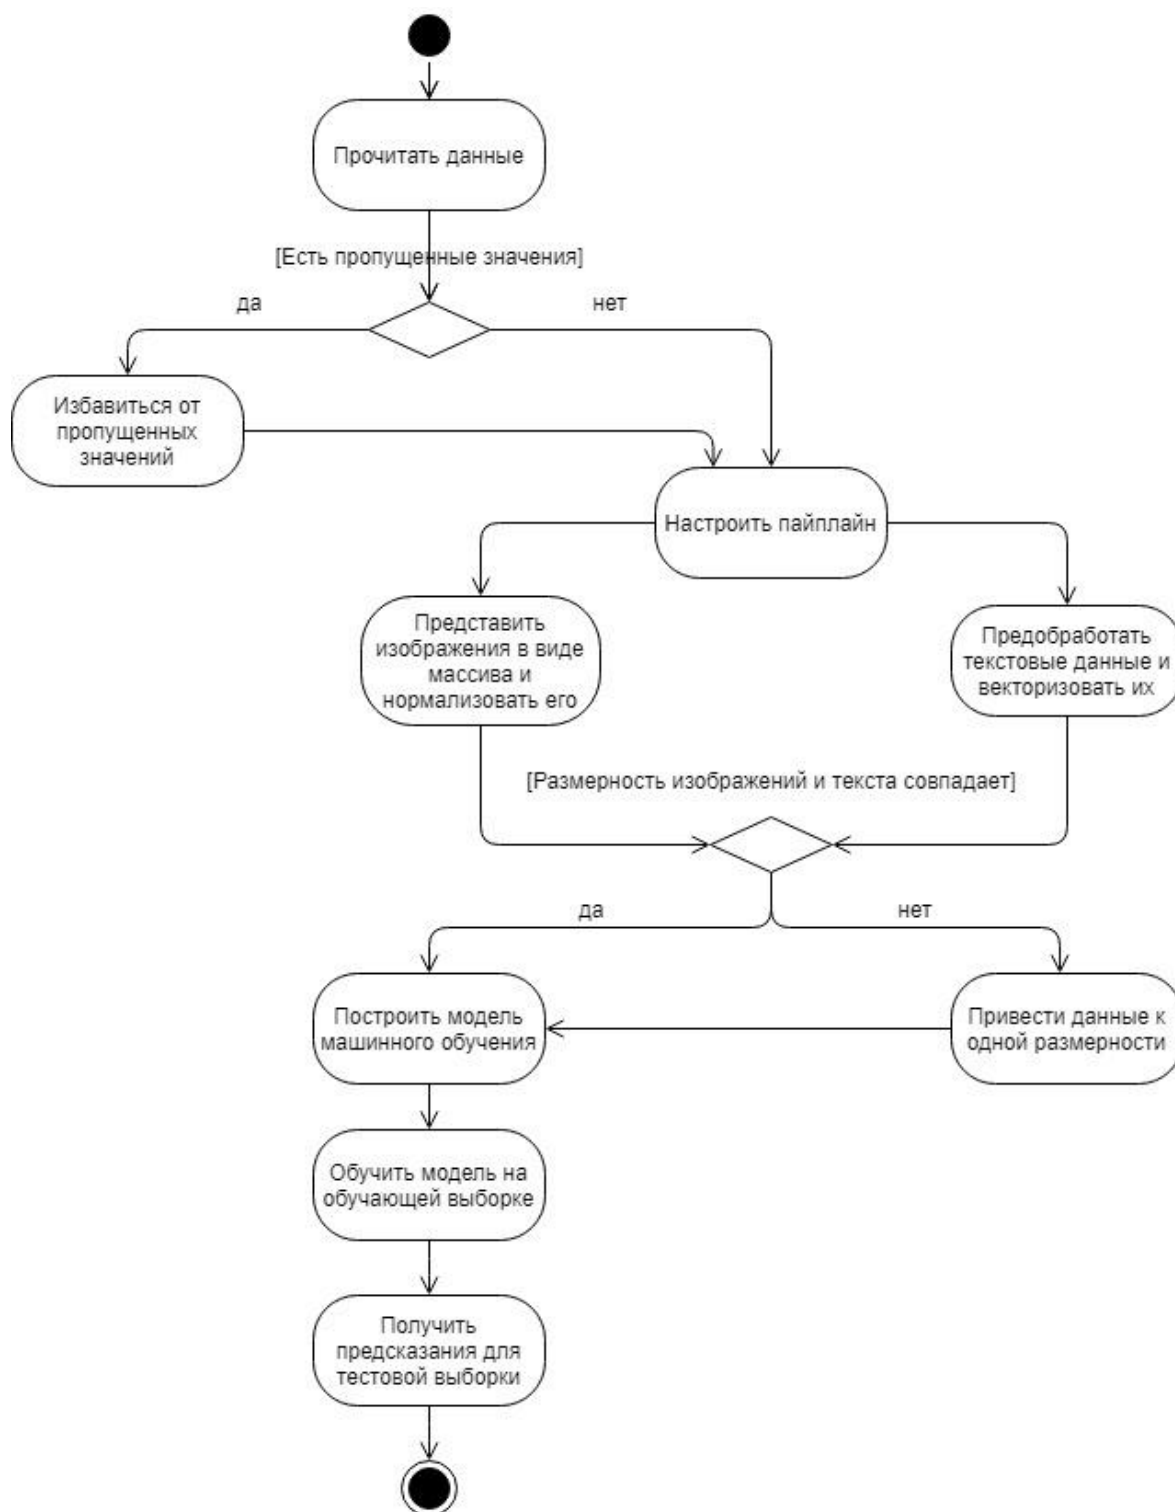 Прочитать данные
[Есть пропущенные значения]
да
нет
Избавиться от
пропущенных
значений
Настроить пайплайн
Представить
изображения в виде
массива и
нормализовать его
Предобработать
текстовые данные и
векторизовать их
[Размерность изображений и текста совпадает]
да
нет
Построить модель
машинного обучения
Привести данные к
одной размерности
Обучить модель на
обучающей выборке
Получить
предсказания для
тестовой выборки